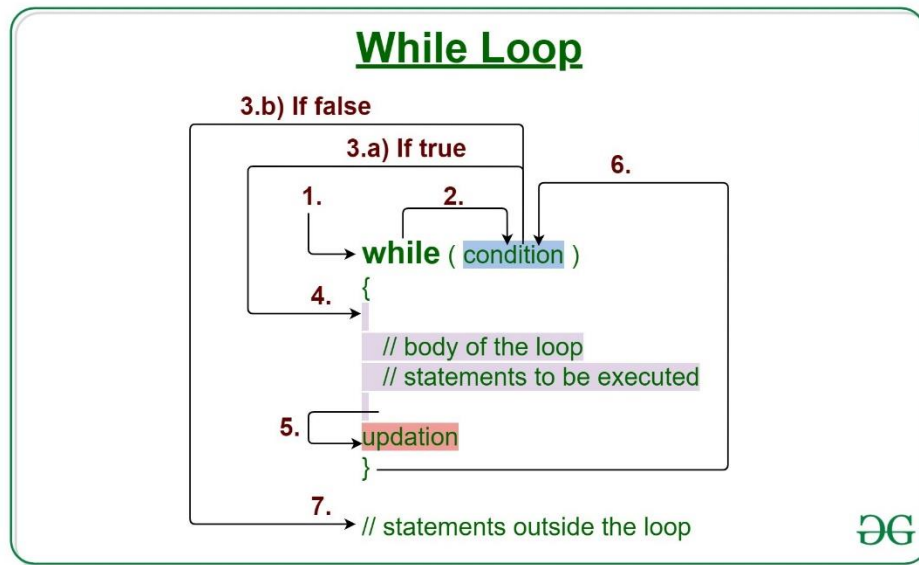 While Loop
3.b) If false
3.a) If true
6.
1.
2.
while ( condition )
{
4.
// body of the loop
// statements to be executed
5.
updation
}
7.
// statements outside the loop